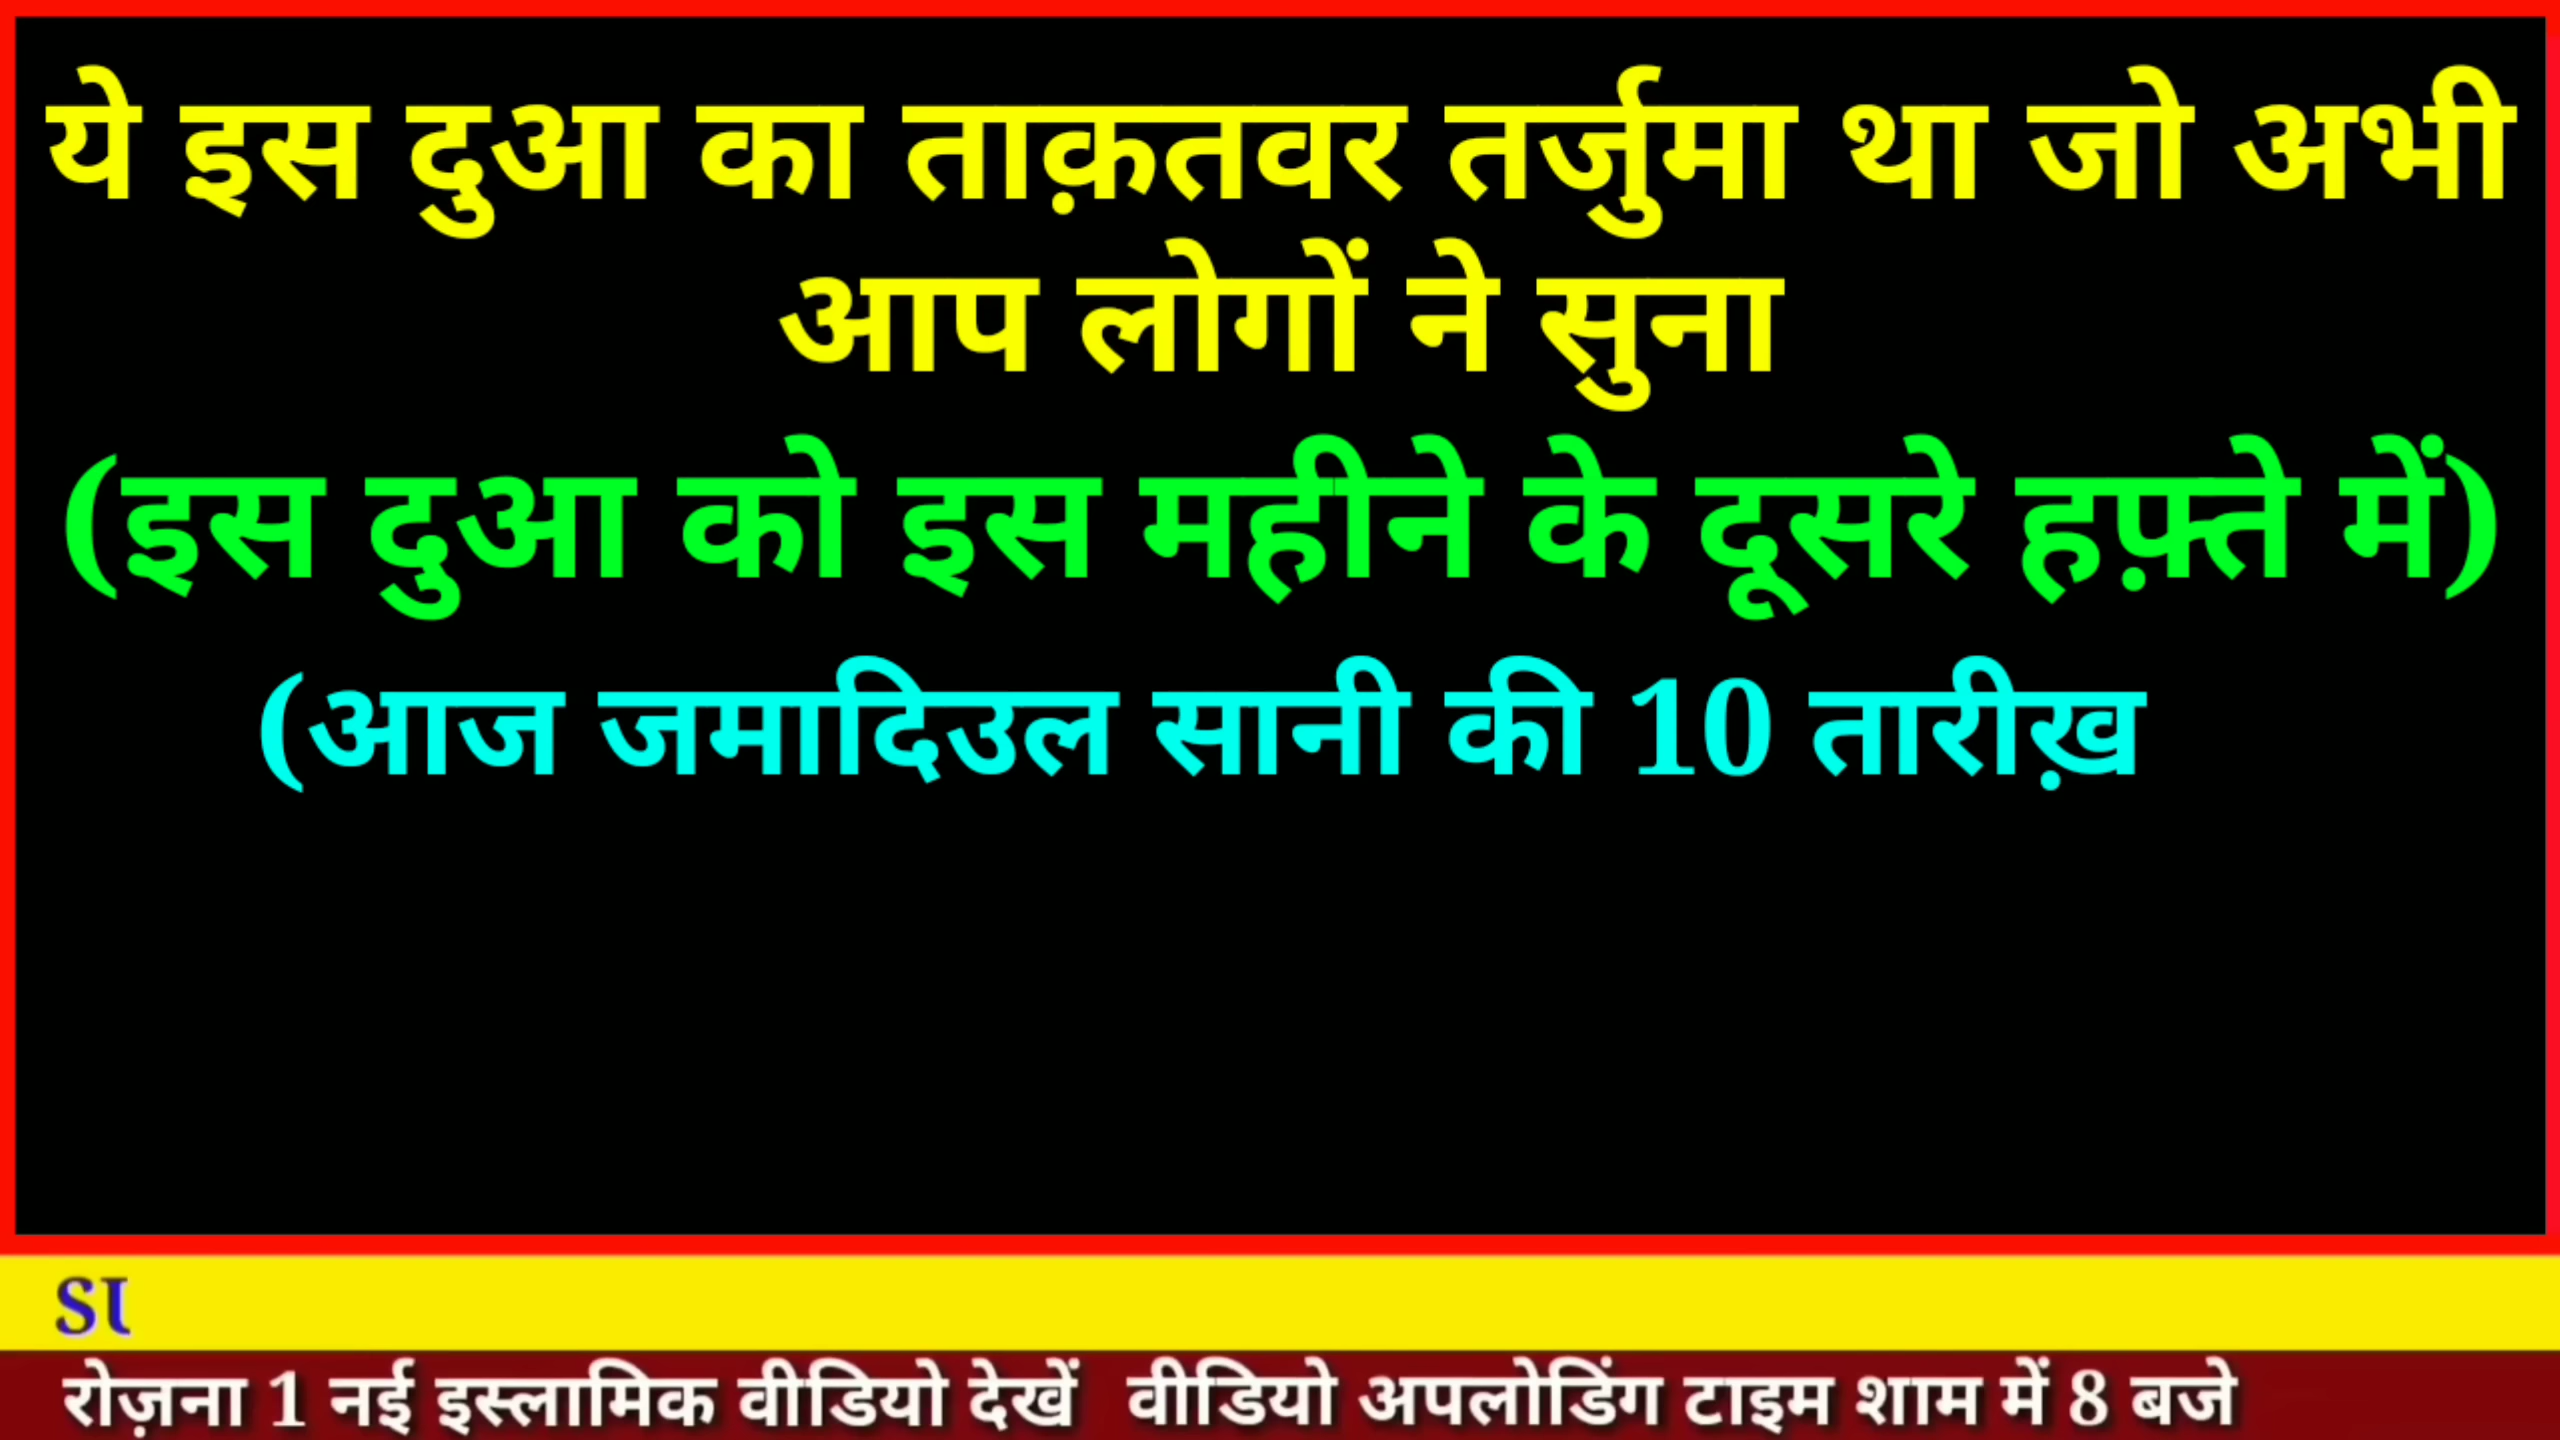 ये इस दुआ का ताक़तवर तर्जुमा था जो अभी
आप लोगों ने सुना
(इस दुआ को इस महीने के दूसरे हफ़्ते में)
(आज जमादिउल सानी की 10 तारीख़
रोज़ना 1 नई इस्लामिक वीडियो देखें वीडियो अपलोडिंग टाइम शाम में 8 बजे